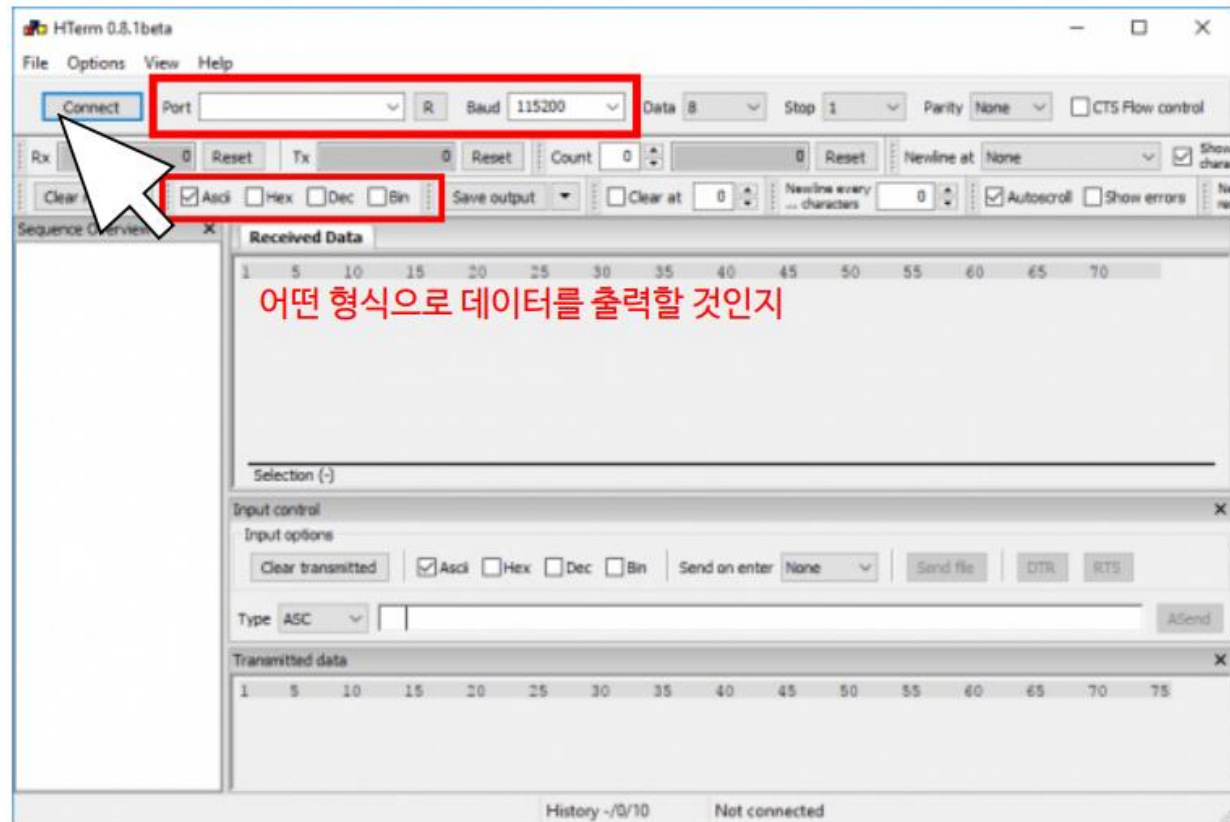 HTerm 0.8.1beta
File Options View Help
Connect Port R Baud 115200 Data 8 Stop 1 Parity None CTS Flow control
Rx 0 Reset Tx 0 Reset Count 0 0 Reset Newline at None Show
Clear Ascii Hex Dec Bin Save output Clear at 0 Newline every ... characters 0 Autoscroll Show errors
Sequence Overview
Received Data
1 5 10 15 20 25 30 35 40 45 50 55 60 65 70
어떤 형식으로 데이터를 출력할 것인지
Selection (-)
Input control
Input options
Clear transmitted Ascii Hex Dec Bin Send on enter None Send file DTR RTS
Type ASC ASend
Transmitted data
1 5 10 15 20 25 30 35 40 45 50 55 60 65 70 75
History -/0/10 Not connected